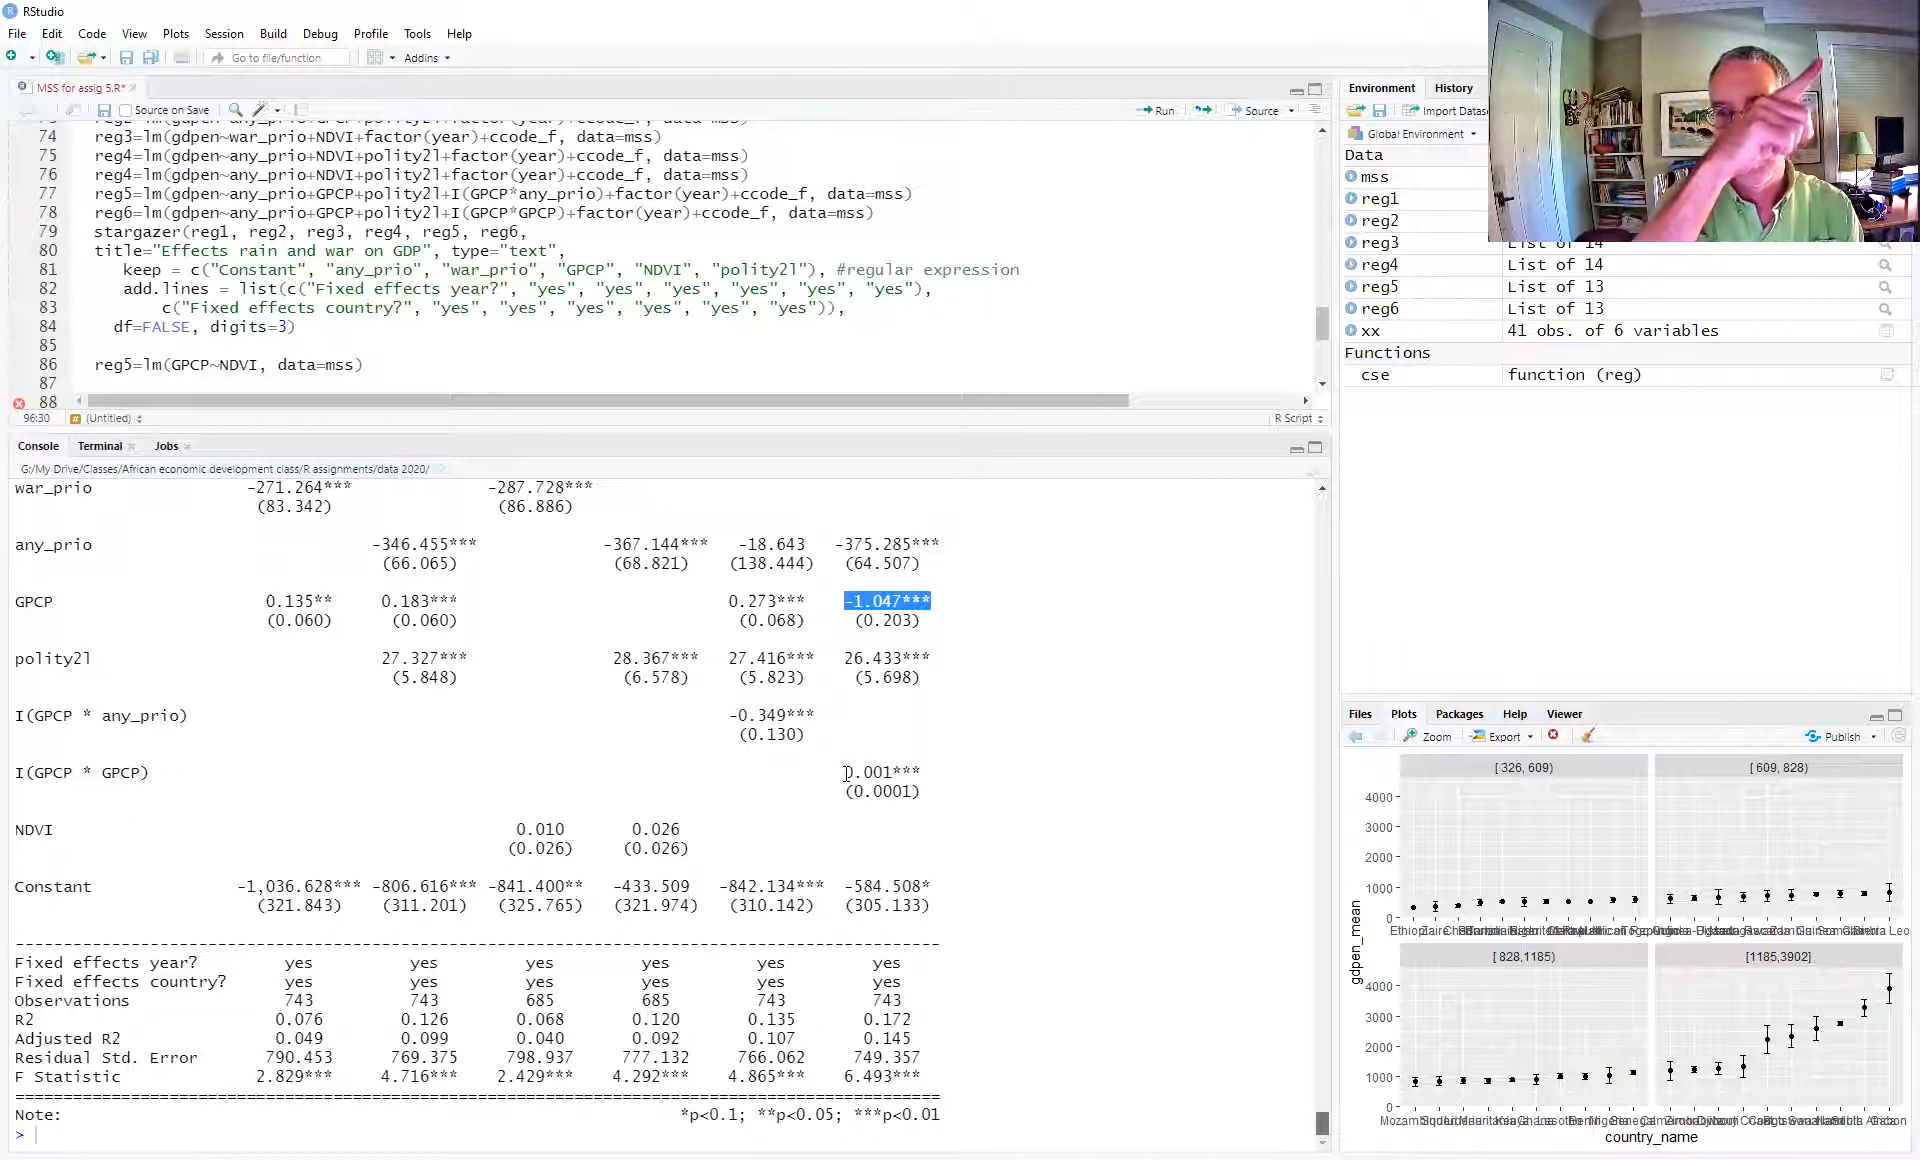 RStudio
File Edit Code View Plots Session Build Debug Profile Tools Help
Go to file/function Addins
MSS for assig 5.R*
Source on Save Run Source
74 reg3=lm(gdpen~war_prio+NDVI+factor(year)+ccode_f, data=mss)
75 reg4=lm(gdpen~any_prio+NDVI+polity2l+factor(year)+ccode_f, data=mss)
76 reg4=lm(gdpen~any_prio+NDVI+polity2l+factor(year)+ccode_f, data=mss)
77 reg5=lm(gdpen~any_prio+GPCP+polity2l+I(GPCP*any_prio)+factor(year)+ccode_f, data=mss)
78 reg6=lm(gdpen~any_prio+GPCP+polity2l+I(GPCP*GPCP)+factor(year)+ccode_f, data=mss)
79 stargazer(reg1, reg2, reg3, reg4, reg5, reg6,
80 title="Effects rain and war on GDP", type="text",
81 keep = c("Constant", "any_prio", "war_prio", "GPCP", "NDVI", "polity2l"), #regular expression
82 add.lines = list(c("Fixed effects year?", "yes", "yes", "yes", "yes", "yes", "yes"),
83 c("Fixed effects country?", "yes", "yes", "yes", "yes", "yes", "yes")),
84 df=FALSE, digits=3)
85
86 reg5=lm(GPCP~NDVI, data=mss)
87
88
96:30 (Untitled) R Script
Console Terminal Jobs
G:/My Drive/Classes/African economic development class/R assignments/data 2020/
war_prio -271.264*** -287.728***
(83.342) (86.886)
any_prio -346.455*** -367.144*** -18.643 -375.285***
(66.065) (68.821) (138.444) (64.507)
GPCP 0.135** 0.183*** 0.273*** -1.047***
(0.060) (0.060) (0.068) (0.203)
polity2l 27.327*** 28.367*** 27.416*** 26.433***
(5.848) (6.578) (5.823) (5.698)
I(GPCP * any_prio) -0.349***
(0.130)
I(GPCP * GPCP) 0.001***
(0.0001)
NDVI 0.010 0.026
(0.026) (0.026)
Constant -1,036.628*** -806.616*** -841.400** -433.509 -842.134*** -584.508*
(321.843) (311.201) (325.765) (321.974) (310.142) (305.133)
Fixed effects year? yes yes yes yes yes yes
Fixed effects country? yes yes yes yes yes yes
Observations 743 743 685 685 743 743
R2 0.076 0.126 0.068 0.120 0.135 0.172
Adjusted R2 0.049 0.099 0.040 0.092 0.107 0.145
Residual Std. Error 790.453 769.375 798.937 777.132 766.062 749.357
F Statistic 2.829*** 4.716*** 2.429*** 4.292*** 4.865*** 6.493***
Note: *p<0.1; **p<0.05; ***p<0.01
>
Environment History
Import Datase
Global Environment
Data
mss
reg1
reg2
reg3 List of 14
reg4 List of 14
reg5 List of 13
reg6 List of 13
xx 41 obs. of 6 variables
Functions
cse function (reg)
Files Plots Packages Help Viewer
Zoom Export Publish
[ 326, 609) [ 609, 828)
4000
3000
2000
1000
0
[ 828,1185) [1185,3902]
4000
3000
2000
1000
0
gdpen_mean
country_name